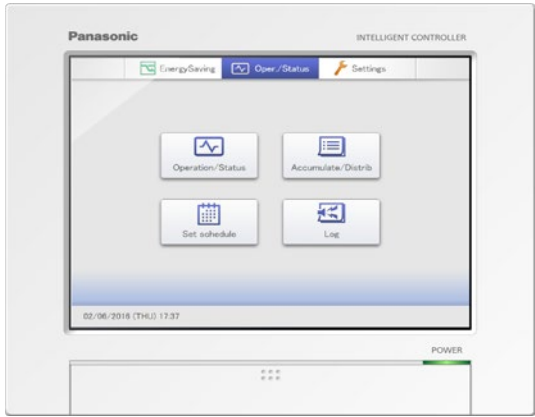 Panasonic
INTELLIGENT CONTROLLER
EnergySaving
Oper./Status
Settings
Operation/Status
Accumulate/Distrib
Set schedule
Log
02/06/2016 (THU) 17:37
POWER